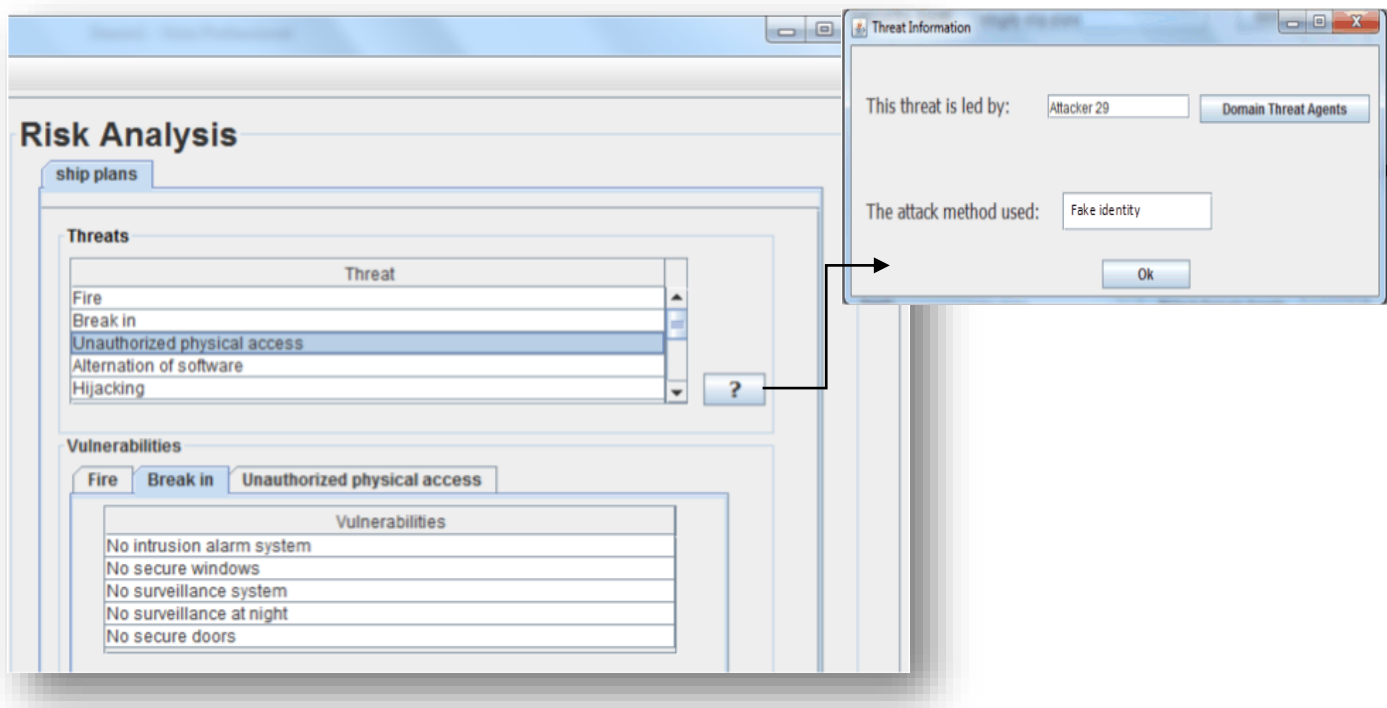 Risk Analysis
ship plans
Threats
Threat
Fire
Break in
Unauthorized physical access
Alternation of software
Hijacking
?
Vulnerabilities
Fire
Break in
Unauthorized physical access
Vulnerabilities
No intrusion alarm system
No secure windows
No surveillance system
No surveillance at night
No secure doors
Threat Information
This threat is led by:
Attacker 29
Domain Threat Agents
The attack method used:
Fake identity
Ok